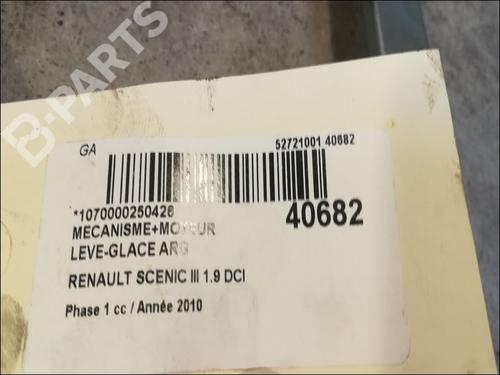 B-PARTS
GA
52721001 40682
*1070000250428
40682
MECANISME+MOTEUR
LEVE-GLACE ARG
RENAULT SCENIC III 1.9 DCI
Phase 1 cc / Année 2010